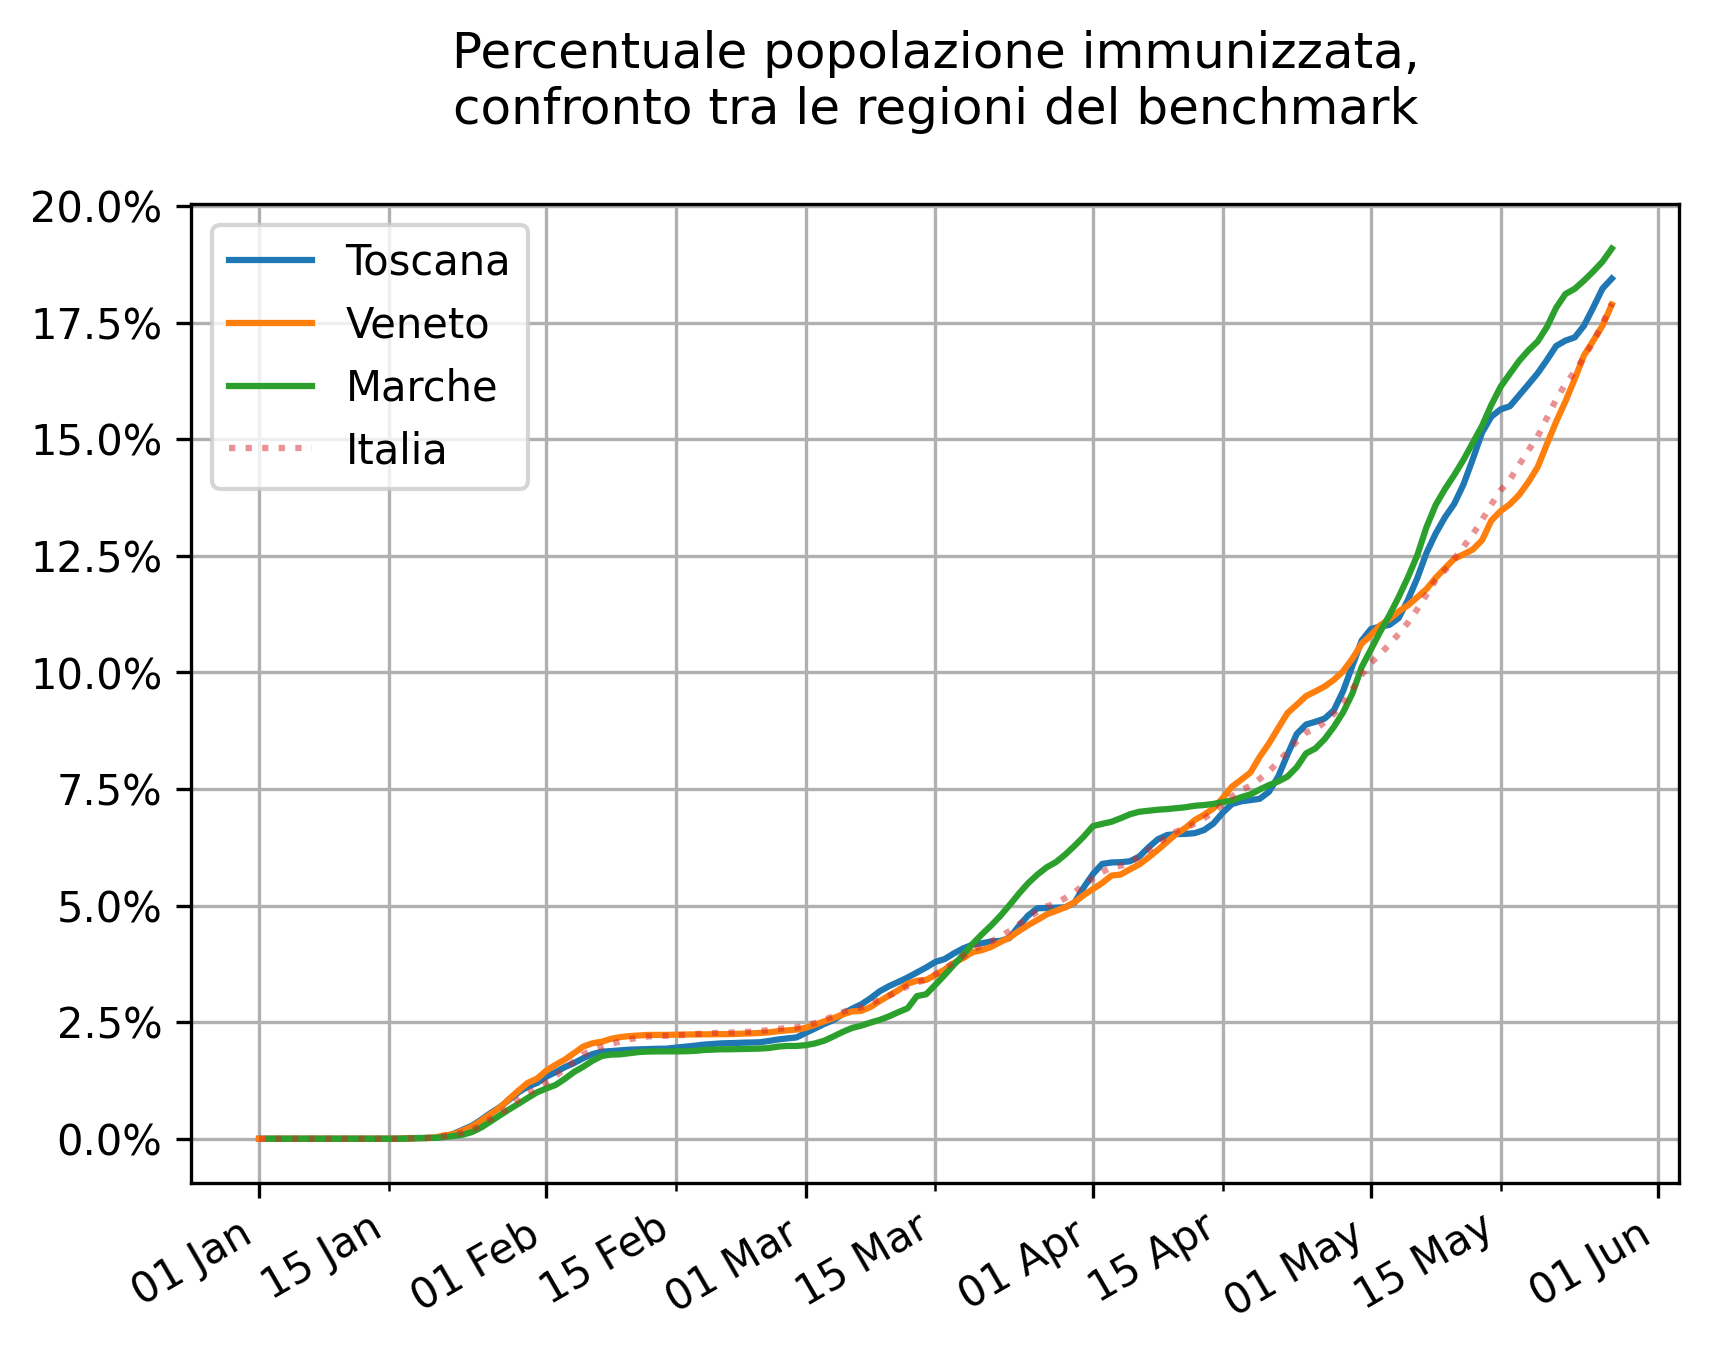 Percentuale popolazione immunizzata,
confronto tra le regioni del benchmark
20.0%
17.5%
15.0%
12.5%
10.0%
7.5%
5.0%
2.5%
0.0%
Toscana
Veneto
Marche
Italia
01 Jan
15 Jan
01 Feb
15 Feb
01 Mar
15 Mar
01 Apr
15 Apr
01 May
15 May
01 Jun